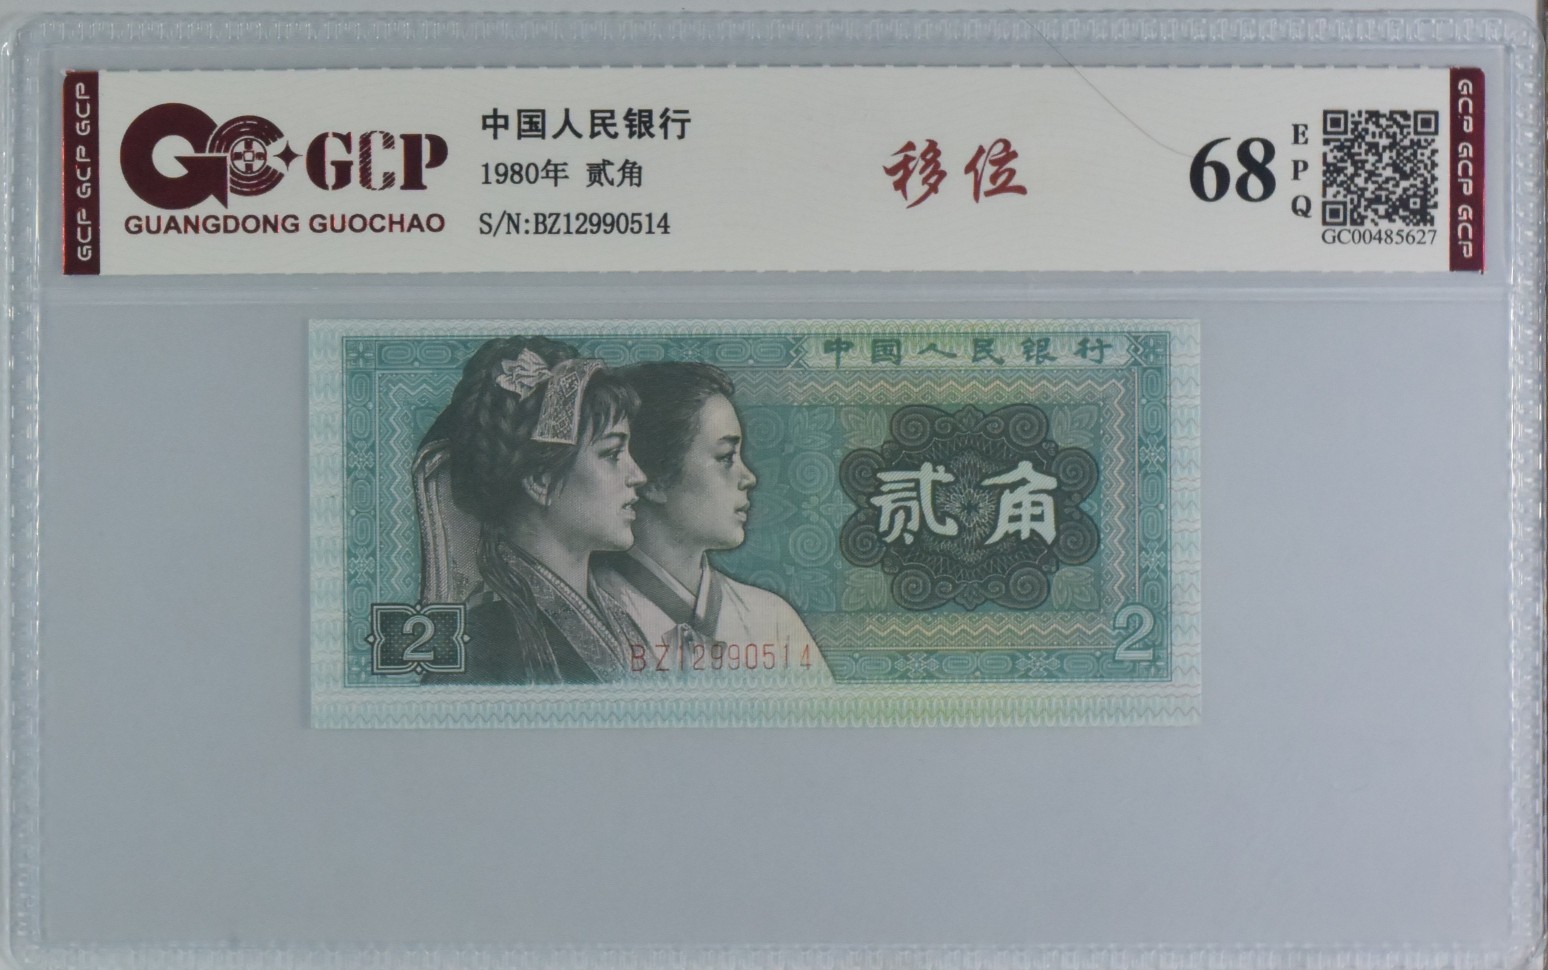 GCP GCP GCP
GCP
GUANGDONG GUOCHAO
中国人民银行
1980年 贰角
S/N:BZ12990514
移位
68
EPQ
GC00485627
GCP GCP GCP
中国人民银行
贰角
2
BZ12990514
2